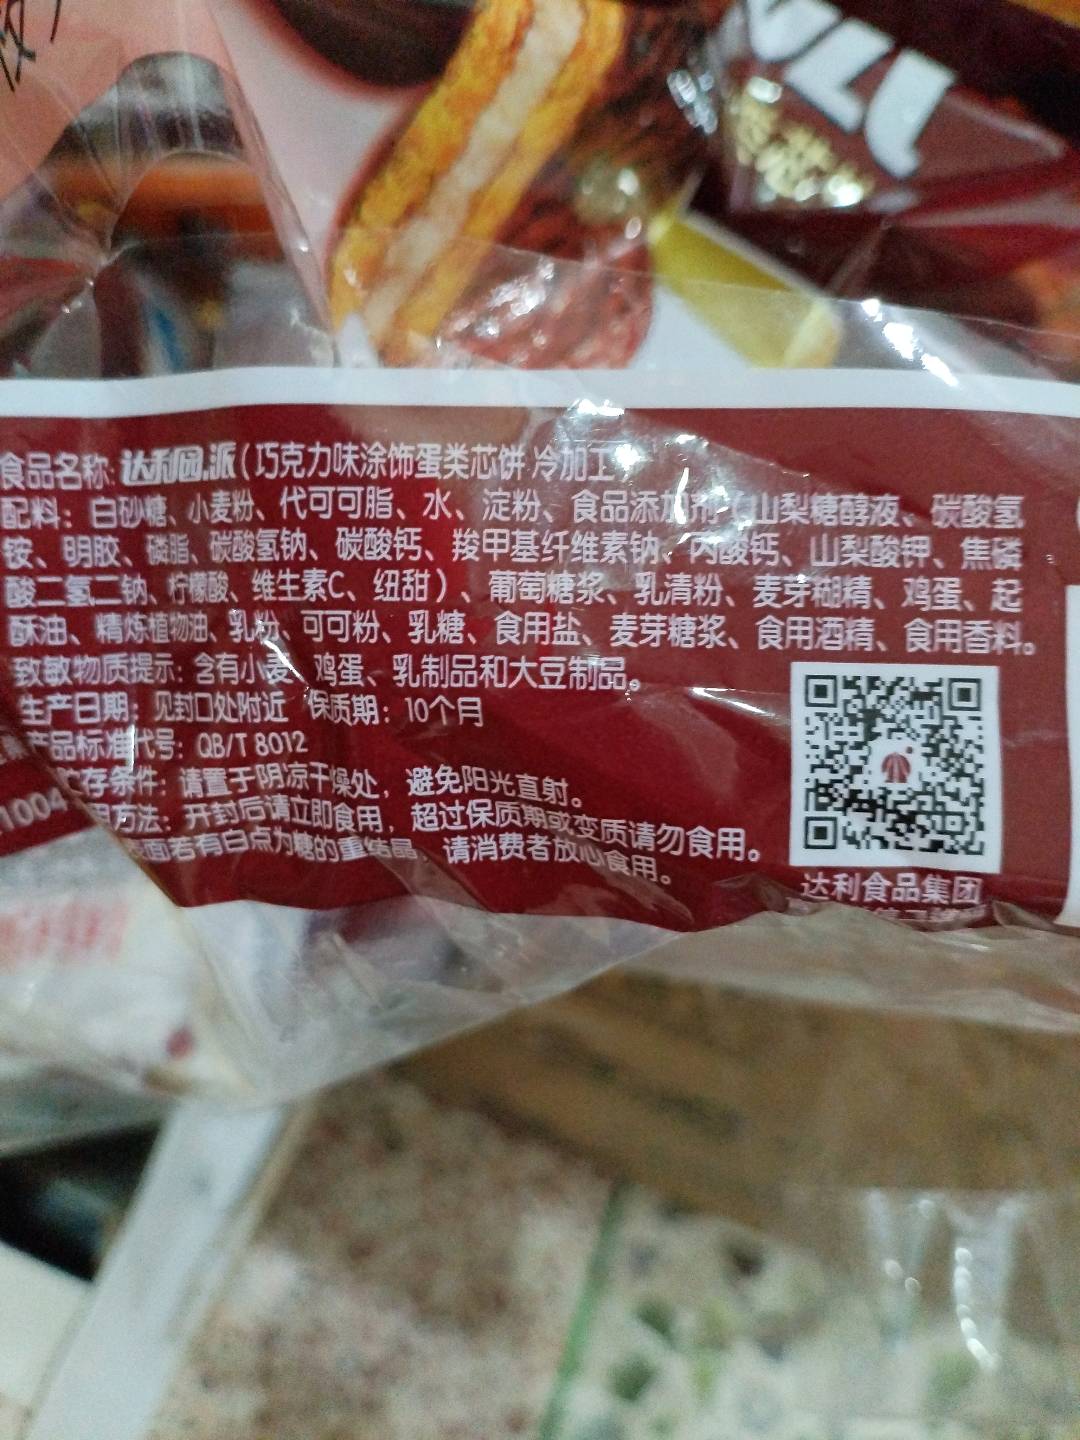 食品名称: 达利园.派(巧克力味涂饰蛋类芯饼 冷加工)
配料: 白砂糖、小麦粉、代可可脂、水、淀粉、食品添加剂(山梨糖醇液、碳酸氢
铵、明胶、磷脂、碳酸氢钠、碳酸钙、羧甲基纤维素钠、丙酸钙、山梨酸钾、焦磷
酸二氢二钠、柠檬酸、维生素C、纽甜)、葡萄糖浆、乳清粉、麦芽糊精、鸡蛋、起
酥油、精炼植物油、乳粉、可可粉、乳糖、食用盐、麦芽糖浆、食用酒精、食用香料。
致敏物质提示: 含有小麦、鸡蛋、乳制品和大豆制品。
生产日期: 见封口处附近 保质期: 10个月
产品标准代号: QB/T 8012
贮存条件: 请置于阴凉干燥处, 避免阳光直射。
用方法: 开封后请立即食用, 超过保质期或变质请勿食用。
表面若有白点为糖的重结晶, 请消费者放心食用。
1004
达利食品集团